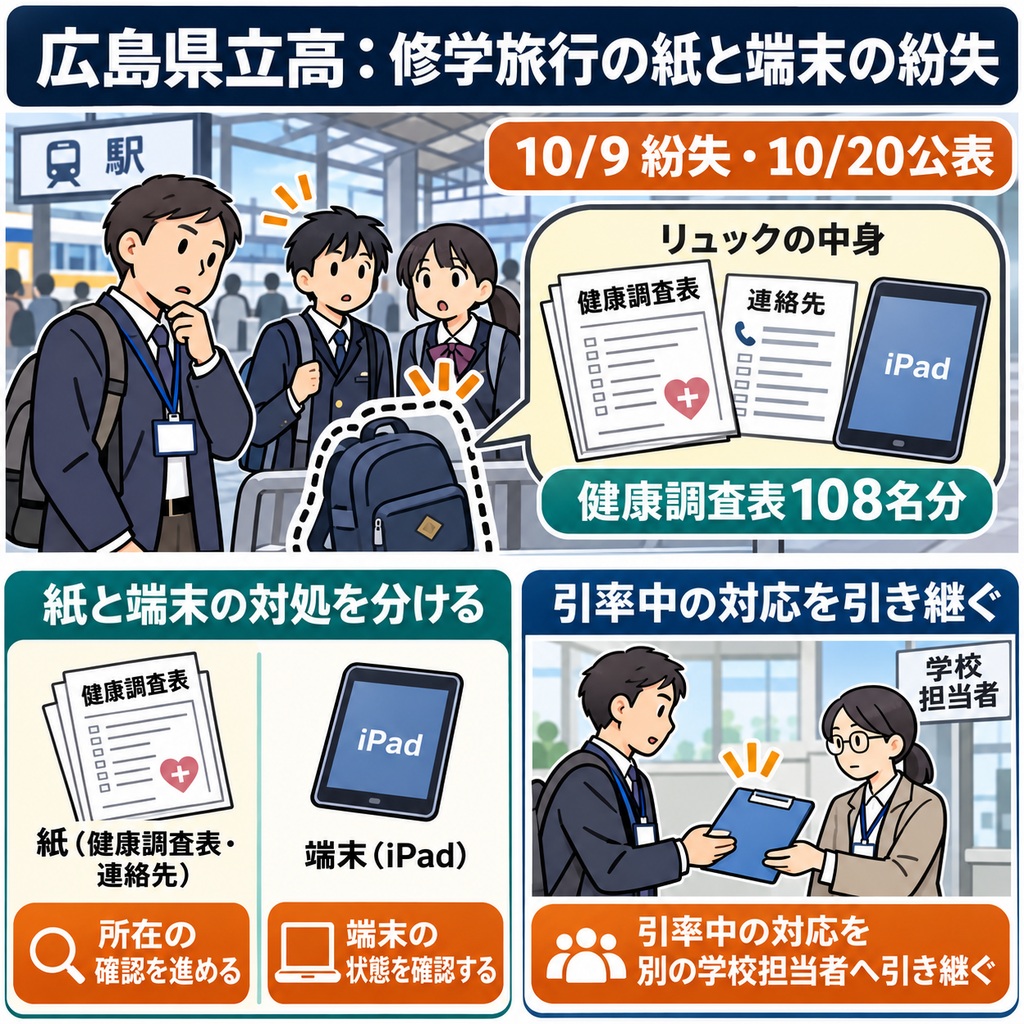 広島県立高：修学旅行の紙と端末の紛失
駅
10/9 紛失・10/20公表
リュックの中身
健康調査表
連絡先
iPad
健康調査表108名分
紙と端末の対処を分ける
健康調査表
iPad
紙（健康調査表・
連絡先）
端末（iPad）
所在の
確認を進める
端末の
状態を確認する
引率中の対応を引き継ぐ
学校
担当者
引率中の対応を
別の学校担当者へ引き継ぐ